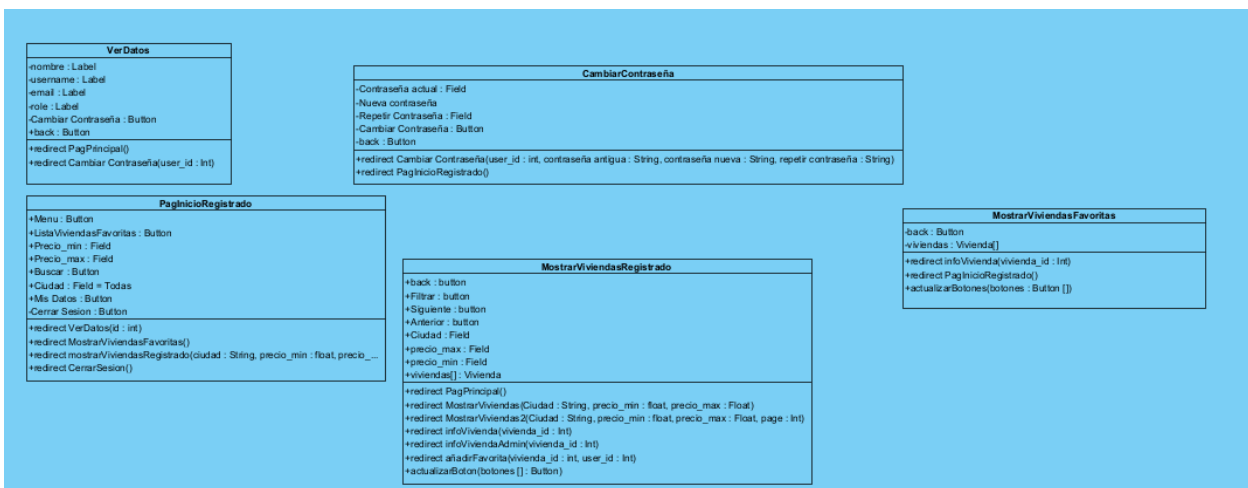 VerDatos
-nombre : Label
-username : Label
-email : Label
-role : Label
-Cambiar Contraseña : Button
+back : Button
+redirect PagPrincipal()
+redirect Cambiar Contraseña(user_id : Int)
CambiarContraseña
-Contraseña actual : Field
-Nueva contraseña
-Repetir Contraseña : Field
-Cambiar Contraseña : Button
-back : Button
+redirect Cambiar Contraseña(user_id : int, contraseña antigua : String, contraseña nueva : String, repetir contraseña : String)
+redirect PagInicioRegistrado()
PagInicioRegistrado
+Menu : Button
+ListaViviendasFavoritas : Button
+Precio_min : Field
+Precio_max : Field
+Buscar : Button
+Ciudad : Field = Todas
+Mis Datos : Button
-Cerrar Sesion : Button
+redirect VerDatos(id : int)
+redirect MostrarViviendasFavoritas()
+redirect mostrarViviendasRegistrado(ciudad : String, precio_min : float, precio_...
+redirect CerrarSesion()
MostrarViviendasRegistrado
+back : button
+Filtrar : button
+Siguiente : button
+Anterior : button
+Ciudad : Field
+precio_max : Field
+precio_min : Field
+viviendas[] : Vivienda
+redirect PagPrincipal()
+redirect MostrarViviendas(Ciudad : String, precio_min : float, precio_max : Float)
+redirect MostrarViviendas2(Ciudad : String, precio_min : float, precio_max : Float, page : Int)
+redirect infoVivienda(vivienda_id : Int)
+redirect infoViviendaAdmin(vivienda_id : Int)
+redirect añadirFavorita(vivienda_id : int, user_id : Int)
+actualizarBoton(botones [] : Button)
MostrarViviendasFavoritas
-back : Button
-viviendas : Vivienda[]
+redirect infoVivienda(vivienda_id : Int)
+redirect PagInicioRegistrado()
+actualizarBotones(botones : Button [])